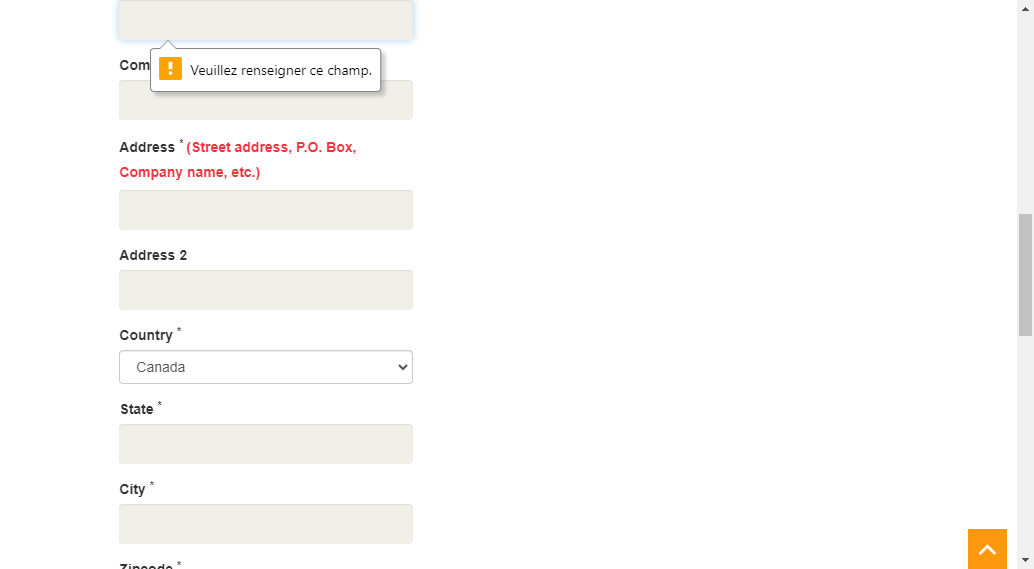 Com
Veuillez renseigner ce champ.
Address * (Street address, P.O. Box,
Company name, etc.)
Address 2
Country *
Canada
State *
City *
Zipcode *